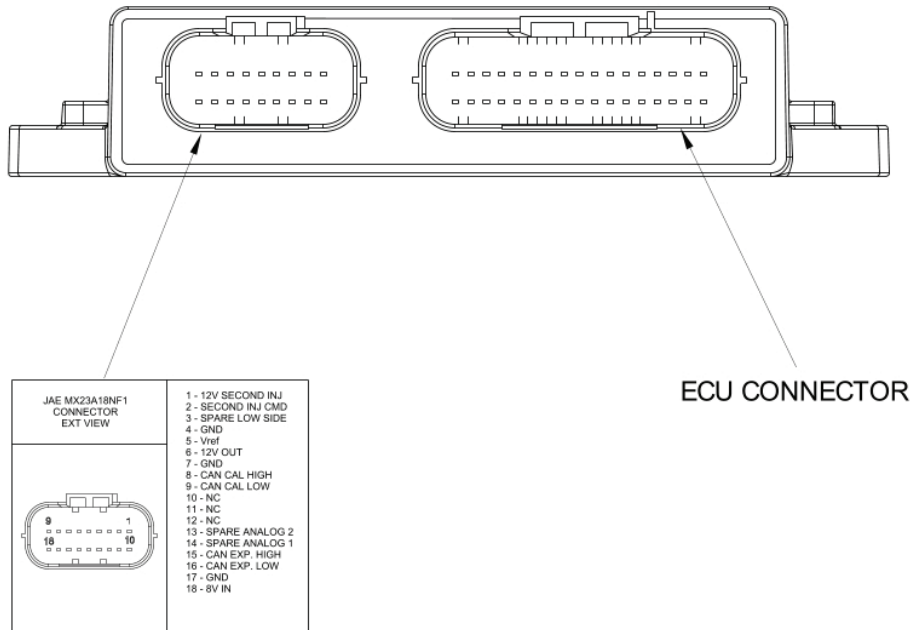 ECU CONNECTOR
JAE MX23A18NF1
CONNECTOR
EXT VIEW
1 - 12V SECOND INJ
2 - SECOND INJ CMD
3 - SPARE LOW SIDE
4 - GND
5 - Vref
6 - 12V OUT
7 - GND
8 - CAN CAL HIGH
9 - CAN CAL LOW
10 - NC
11 - NC
12 - NC
13 - SPARE ANALOG 2
14 - SPARE ANALOG 1
15 - CAN EXP. HIGH
16 - CAN EXP. LOW
17 - GND
18 - 8V IN
9 1
18 10